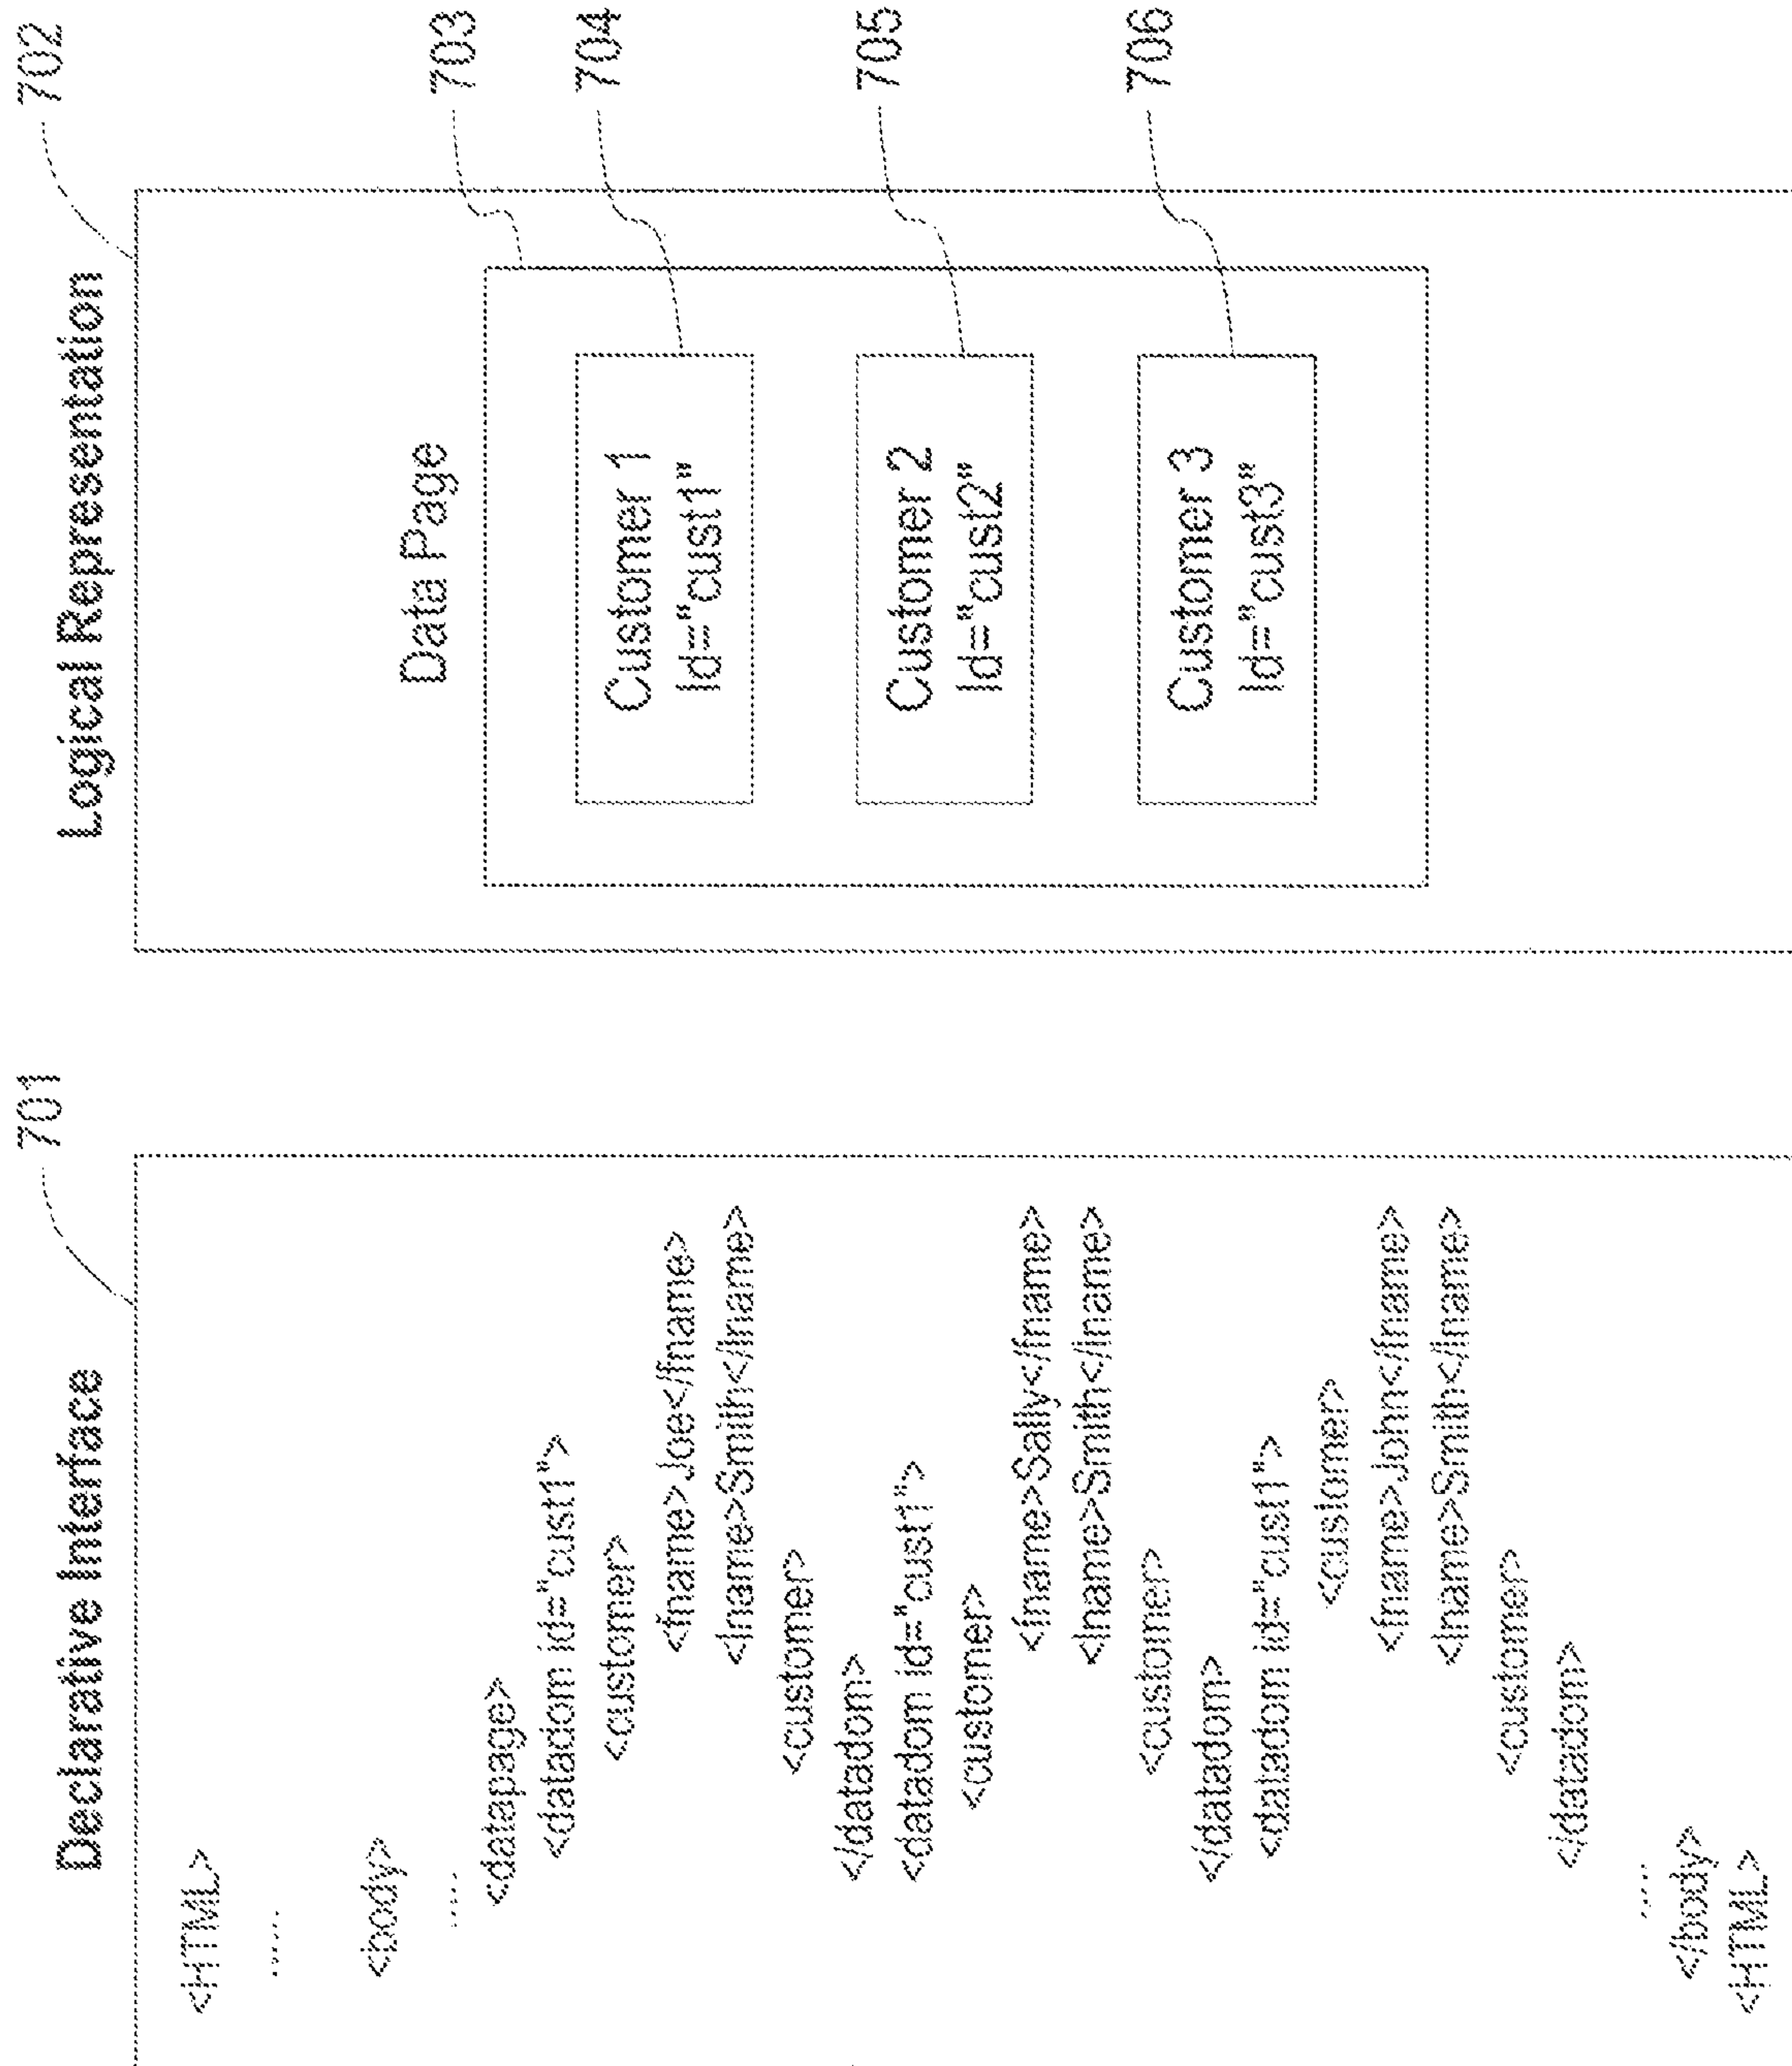 Declarative Interface
701
<HTML>
.....
<body>
.....
<datapage>
<datadom id="cust1">
<customer>
<fname>Joe</fname>
<lname>Smith</lname>
<customer>
</datadom>
<datadom id="cust1">
<customer>
<fname>Sally</fname>
<lname>Smith</lname>
<customer>
</datadom>
<datadom id="cust1">
<customer>
<fname>John</fname>
<lname>Smith</lname>
<customer>
</datadom>
.....
</body>
<HTML>
Logical Representation
702
Data Page
703
Customer 1
Id="cust1"
704
Customer 2
Id="cust2"
705
Customer 3
Id="cust3"
706